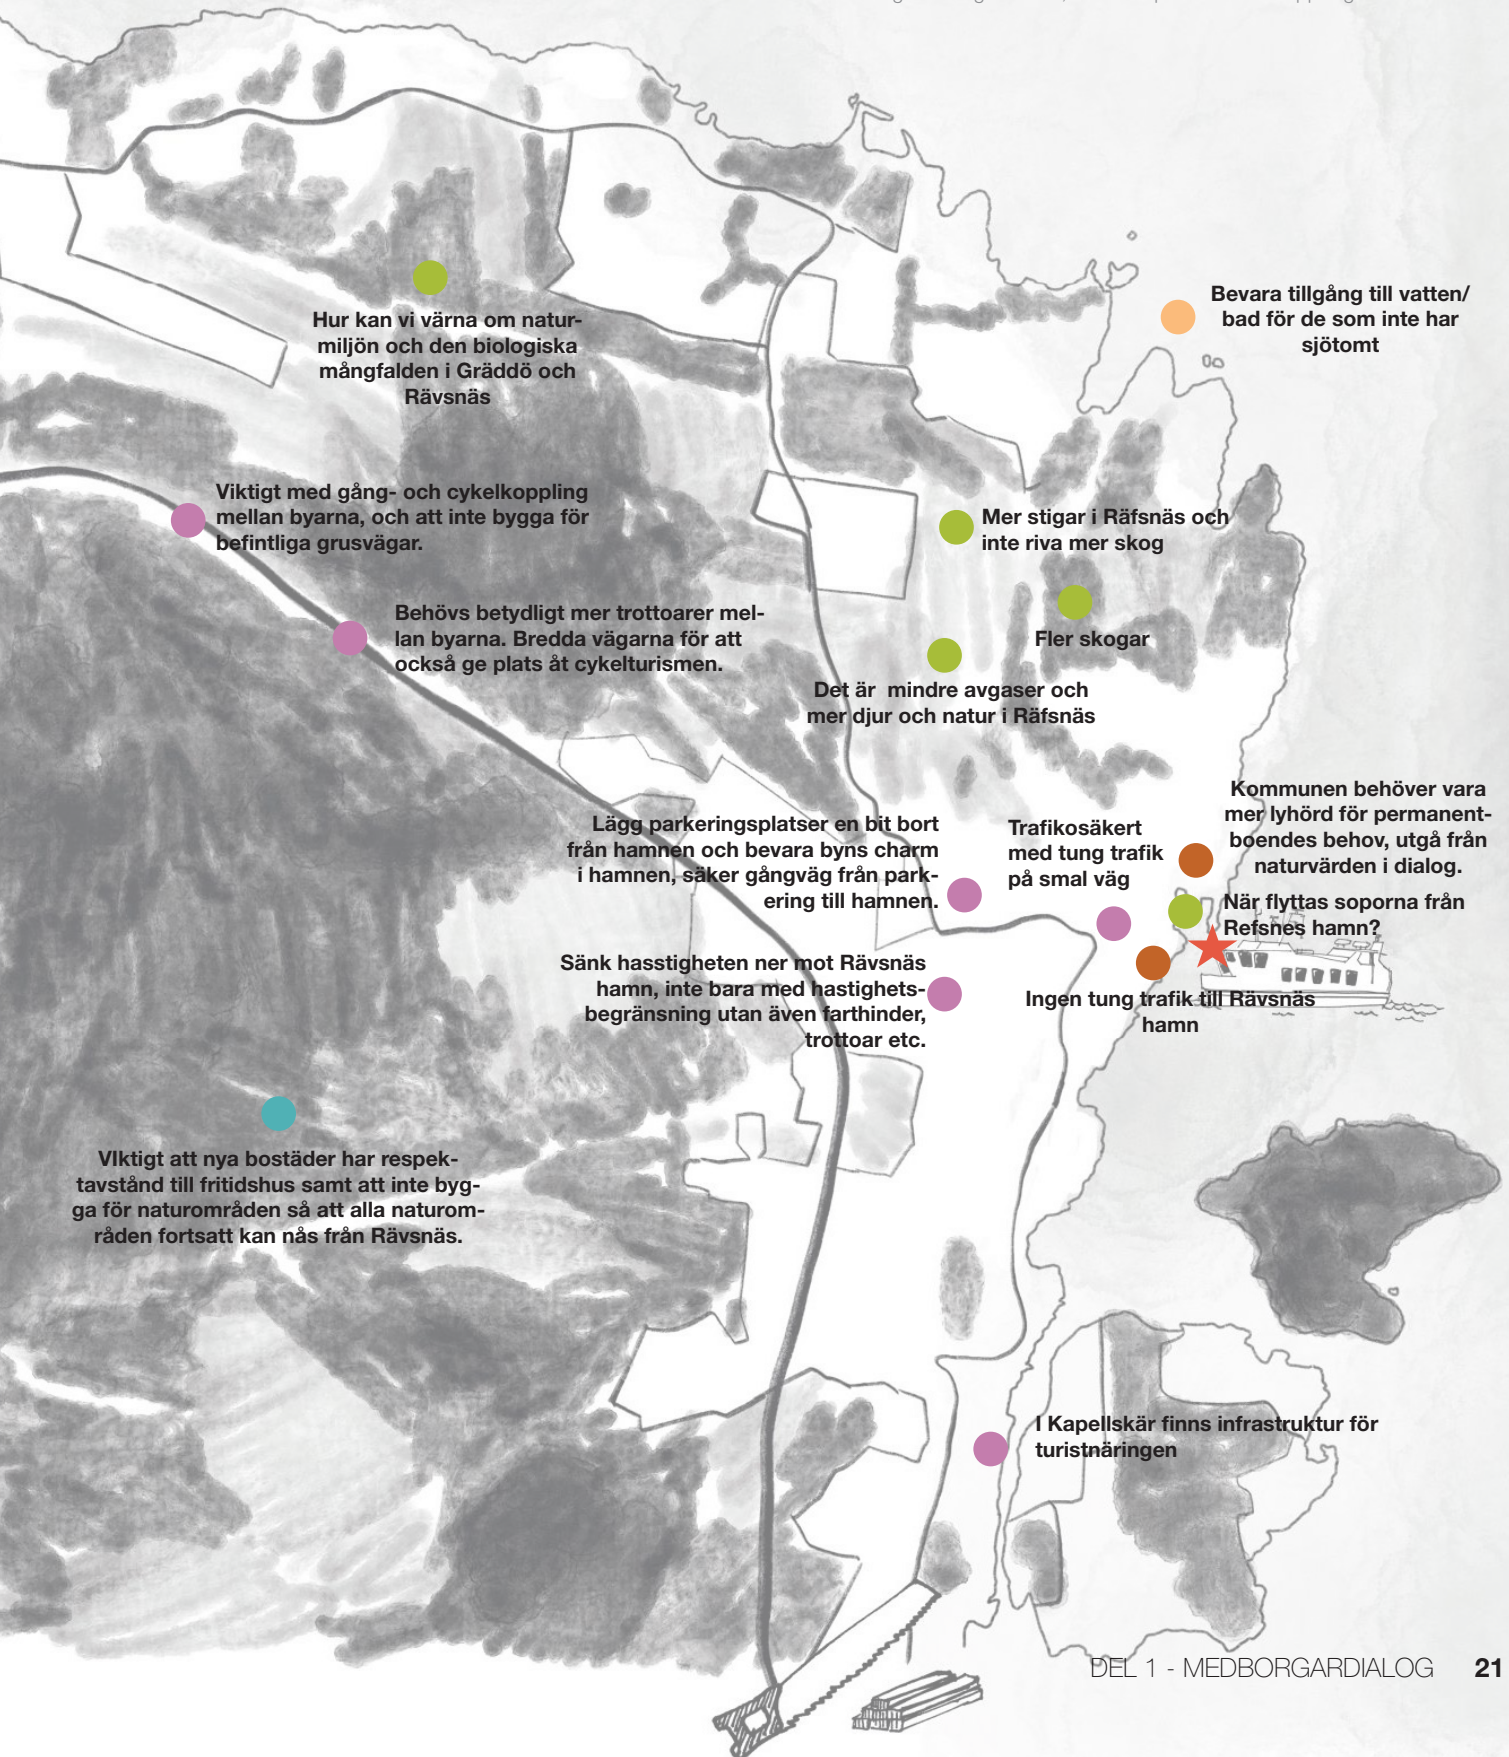 Hur kan vi värna om natur-
miljön och den biologiska
mångfalden i Gräddö och
Rävsnäs
Bevara tillgång till vatten/
bad för de som inte har
sjötomt
Viktigt med gång- och cykelkoppling
mellan byarna, och att inte bygga för
befintliga grusvägar.
Mer stigar i Räfsnäs och
inte riva mer skog
Behövs betydligt mer trottoarer mel-
lan byarna. Bredda vägarna för att
också ge plats åt cykelturismen.
Fler skogar
Det är mindre avgaser och
mer djur och natur i Räfsnäs
Kommunen behöver vara
mer lyhörd för permanent-
boendes behov, utgå från
naturvärden i dialog.
Lägg parkeringsplatser en bit bort
från hamnen och bevara byns charm
i hamnen, säker gångväg från park-
ering till hamnen.
Trafikosäkert
med tung trafik
på smal väg
När flyttas soporna från
Refsnes hamn?
Sänk hasstigheten ner mot Rävsnäs
hamn, inte bara med hastighets-
begränsning utan även farthinder,
trottoar etc.
Ingen tung trafik till Rävsnäs
hamn
VIktigt att nya bostäder har respek-
tavstånd till fritidshus samt att inte byg-
ga för naturområden så att alla naturom-
råden fortsatt kan nås från Rävsnäs.
I Kapellskär finns infrastruktur för
turistnäringen
DEL 1 - MEDBORGARDIALOG 21